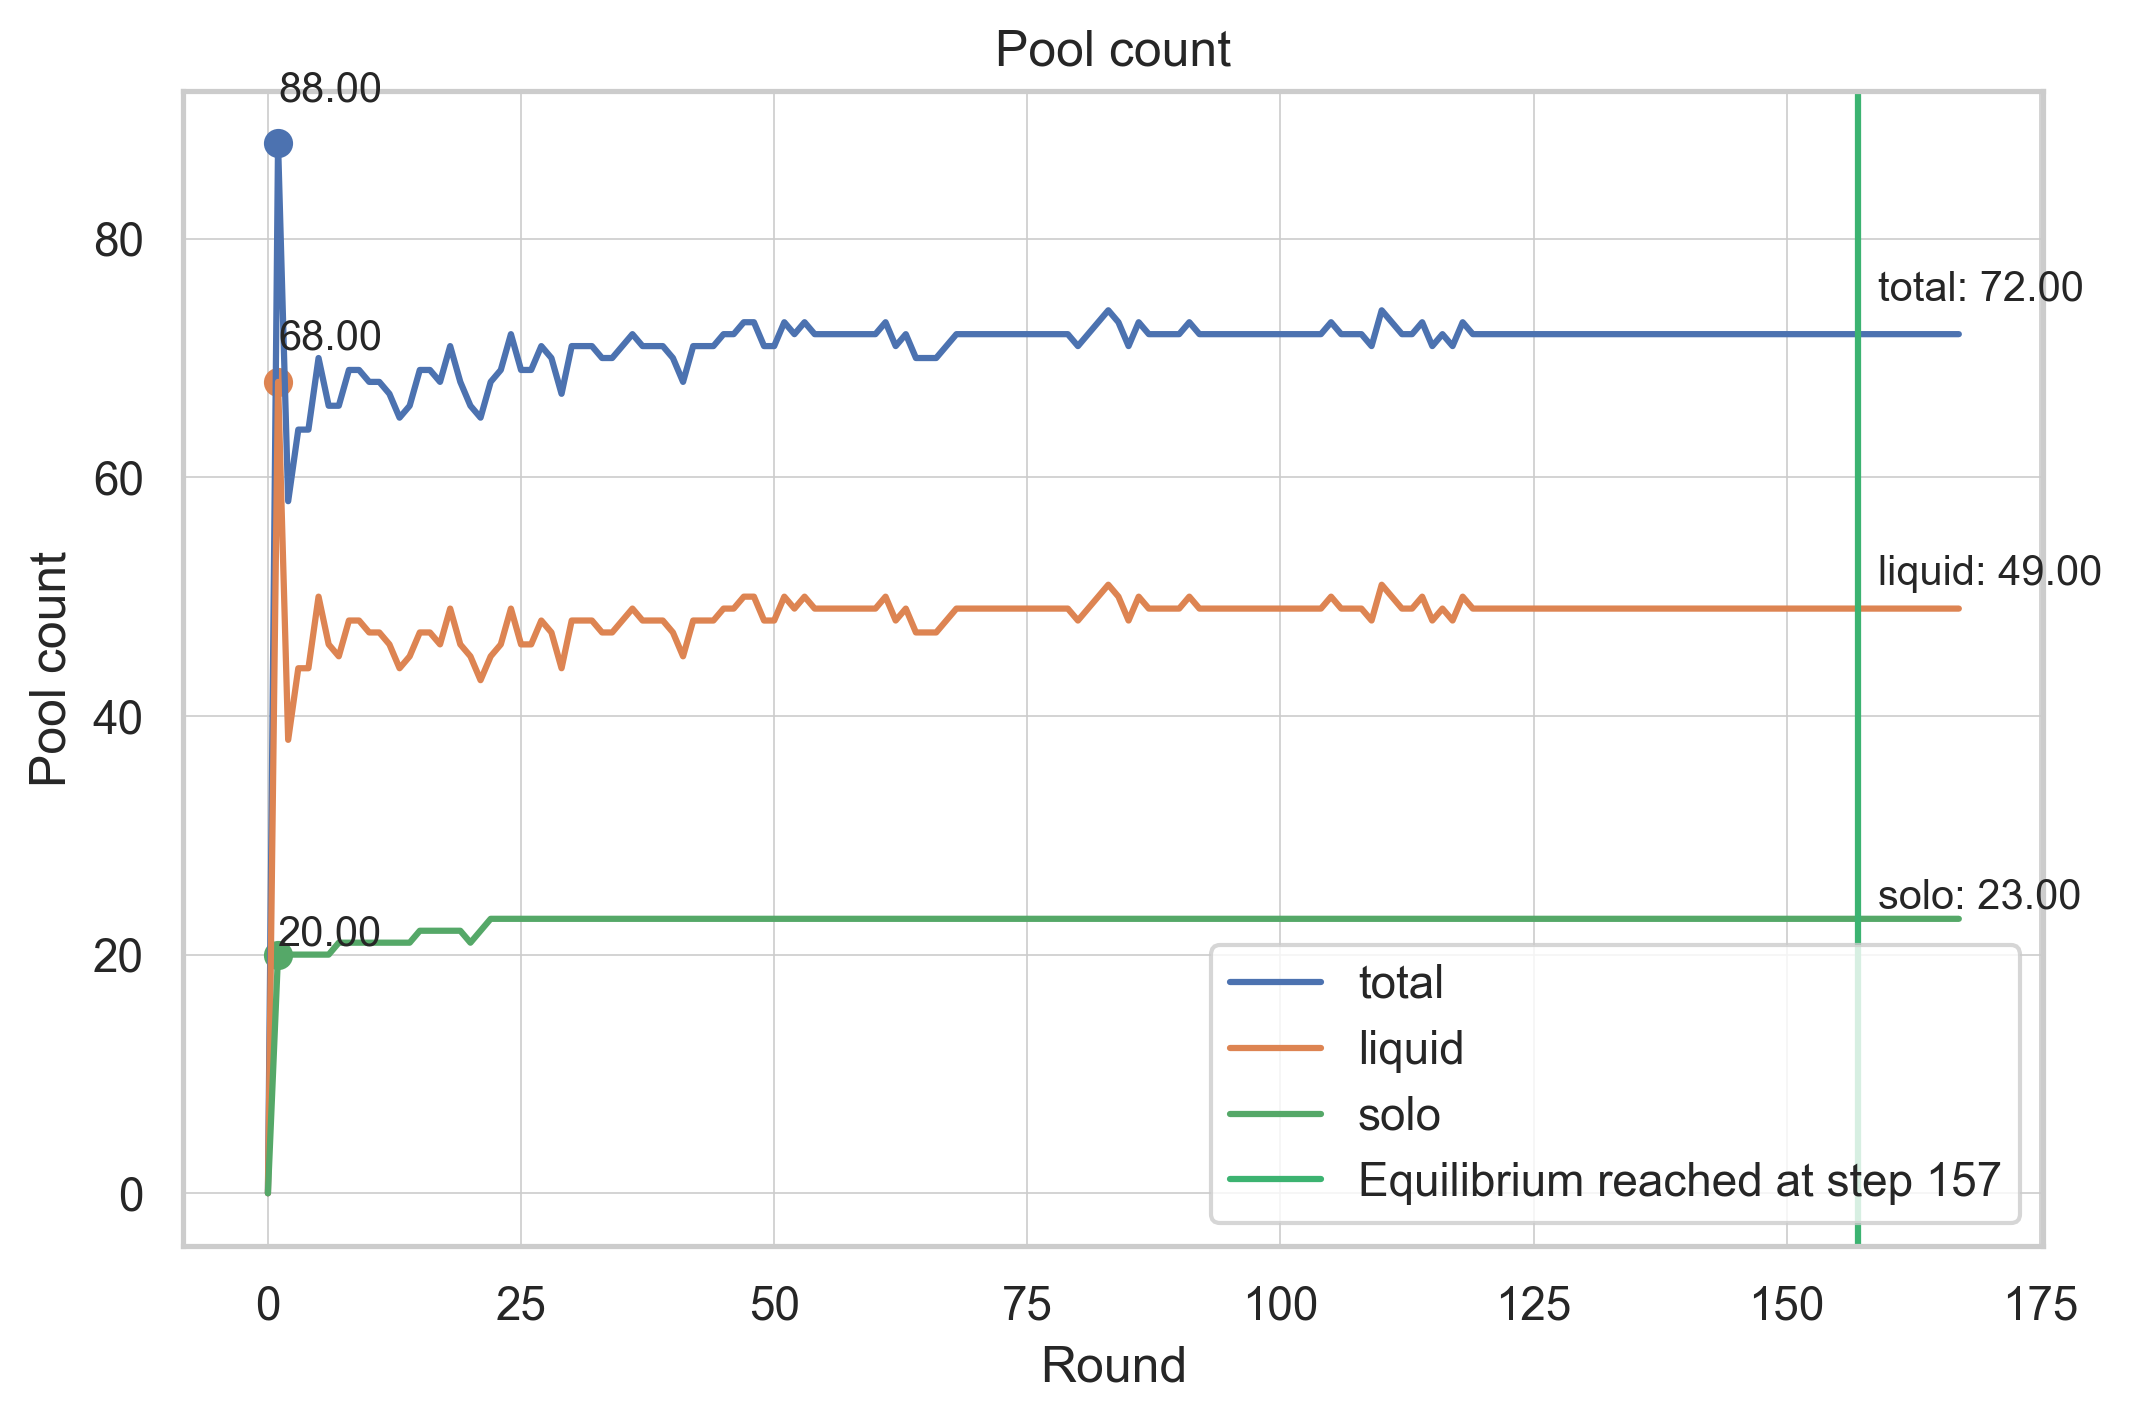 Pool count
88.00
80
total: 72.00
68.00
60
liquid: 49.00
Pool count
40
solo: 23.00
20.00
20
total
liquid
solo
Equilibrium reached at step 157
0
0 25 50 75 100 125 150 175
Round